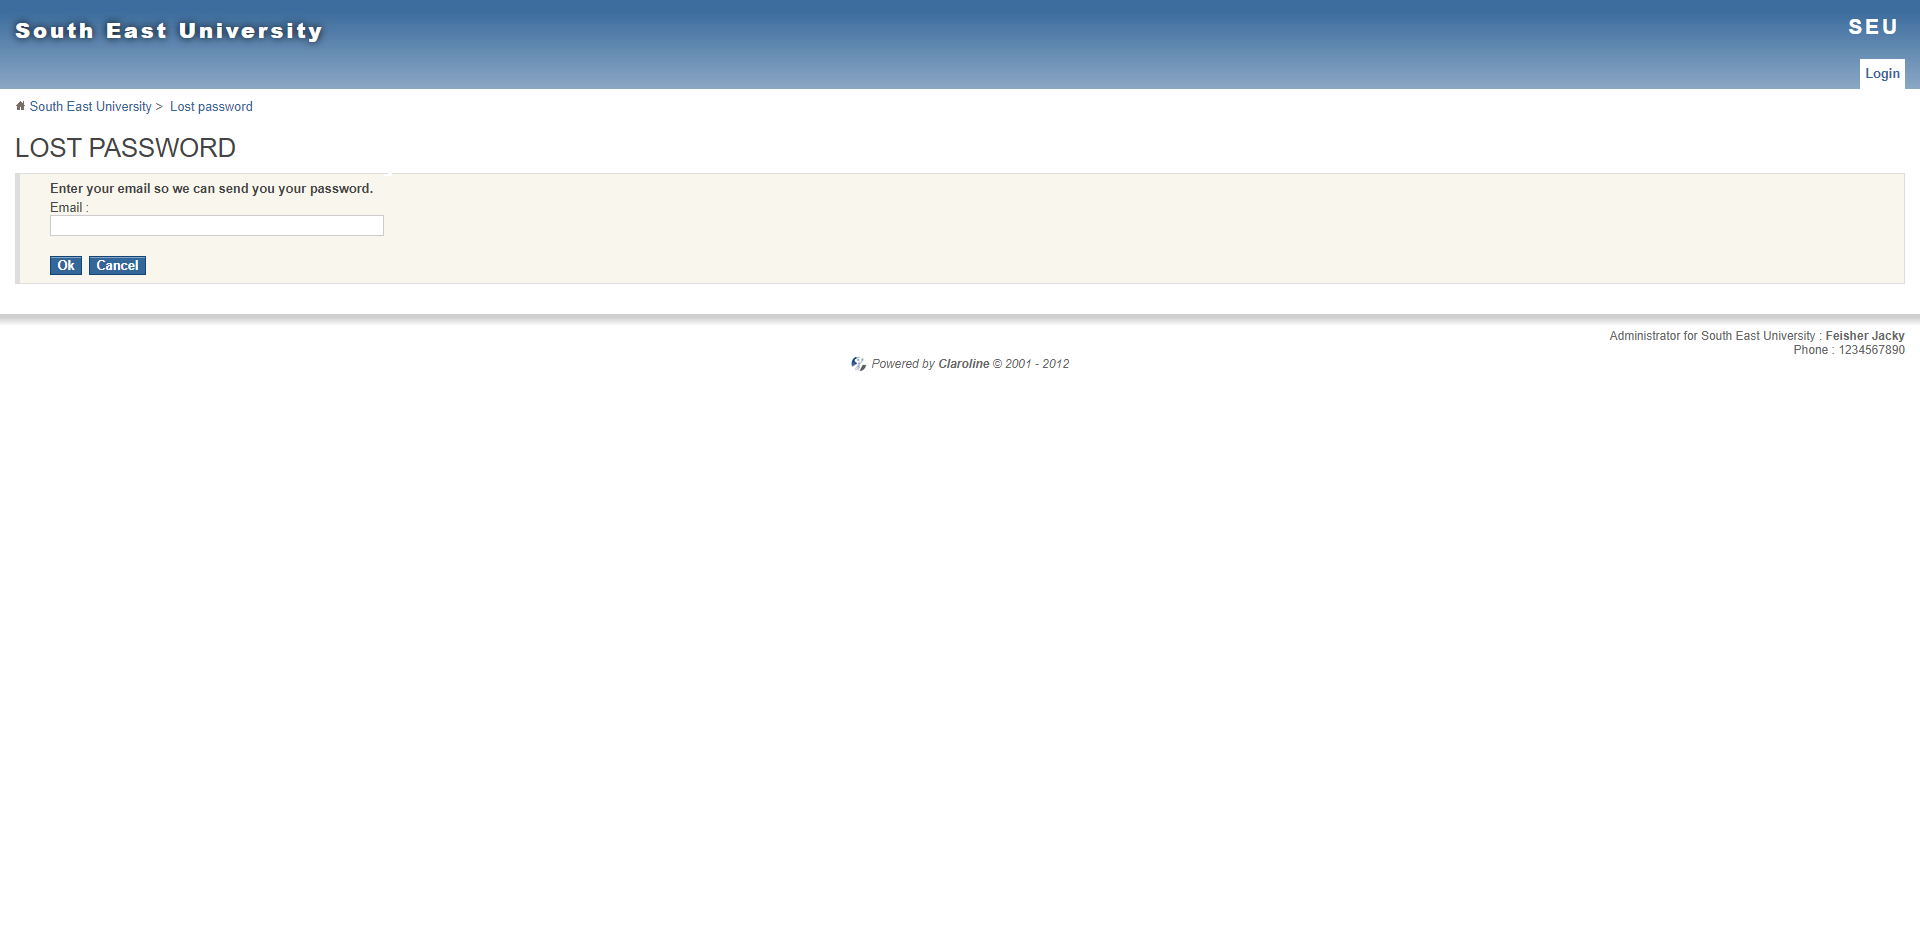 South East University
SEU
Login
South East University > Lost password
LOST PASSWORD
Enter your email so we can send you your password.
Email :
Ok Cancel
Administrator for South East University : Feisher Jacky
Phone : 1234567890
Powered by Claroline © 2001 - 2012